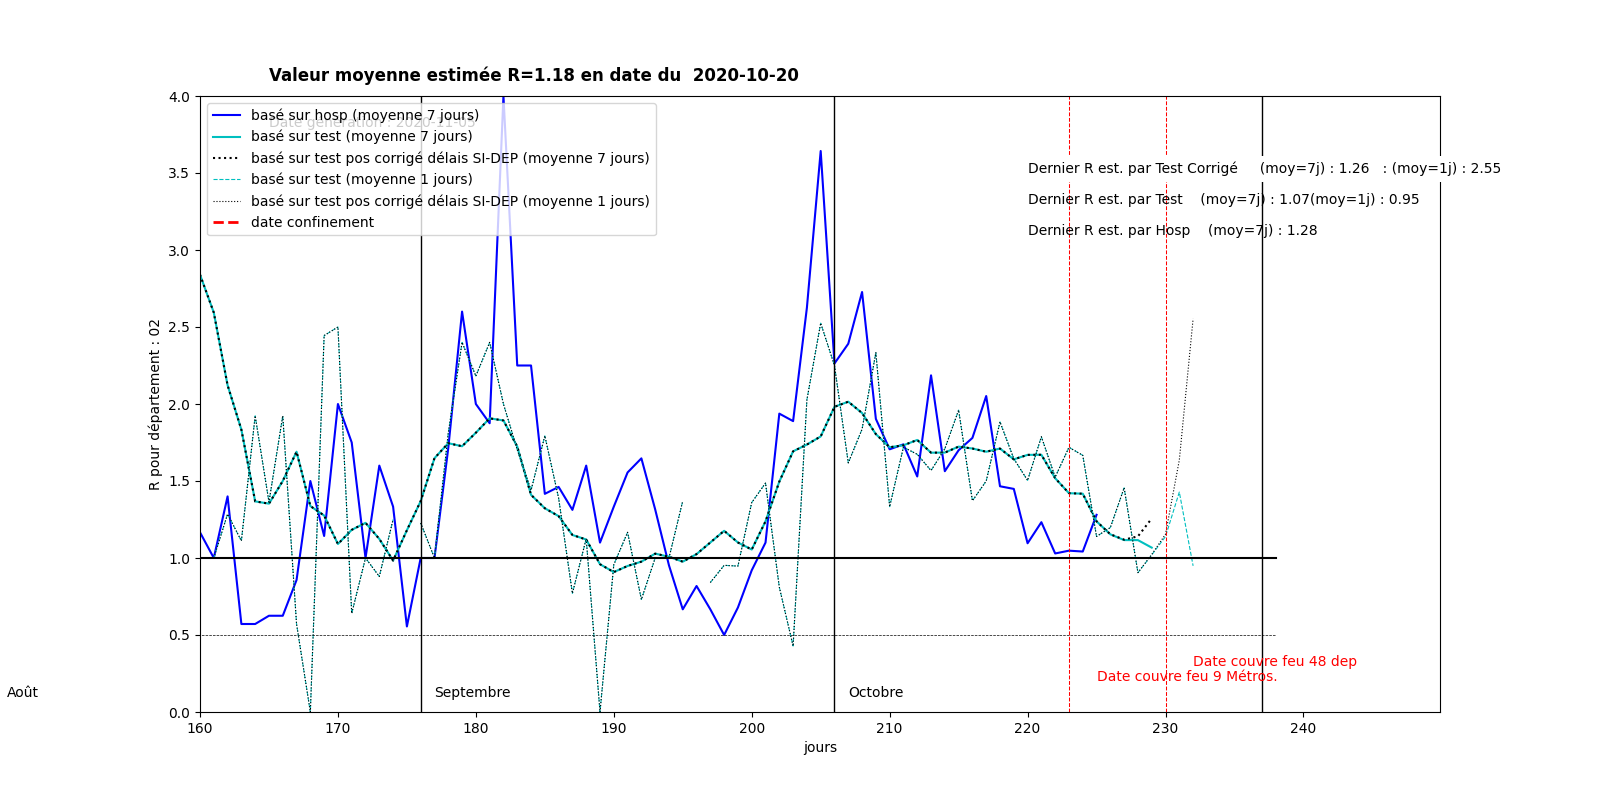 Valeur moyenne estimée R=1.18 en date du  2020-10-20
basé sur hosp (moyenne 7 jours)
Date génération : 2020-11-05
basé sur test (moyenne 7 jours)
basé sur test pos corrigé délais SI-DEP (moyenne 7 jours)
basé sur test (moyenne 1 jours)
basé sur test pos corrigé délais SI-DEP (moyenne 1 jours)
date confinement
Dernier R est. par Test Corrigé     (moy=7j) : 1.26   : (moy=1j) : 2.55
Dernier R est. par Test    (moy=7j) : 1.07(moy=1j) : 0.95
Dernier R est. par Hosp    (moy=7j) : 1.28
4.0
3.5
3.0
2.5
2.0
1.5
1.0
0.5
0.0
R pour département : 02
Date couvre feu 48 dep
Date couvre feu 9 Métros.
Août
Septembre
Octobre
160 170 180 190 200 210 220 230 240
jours